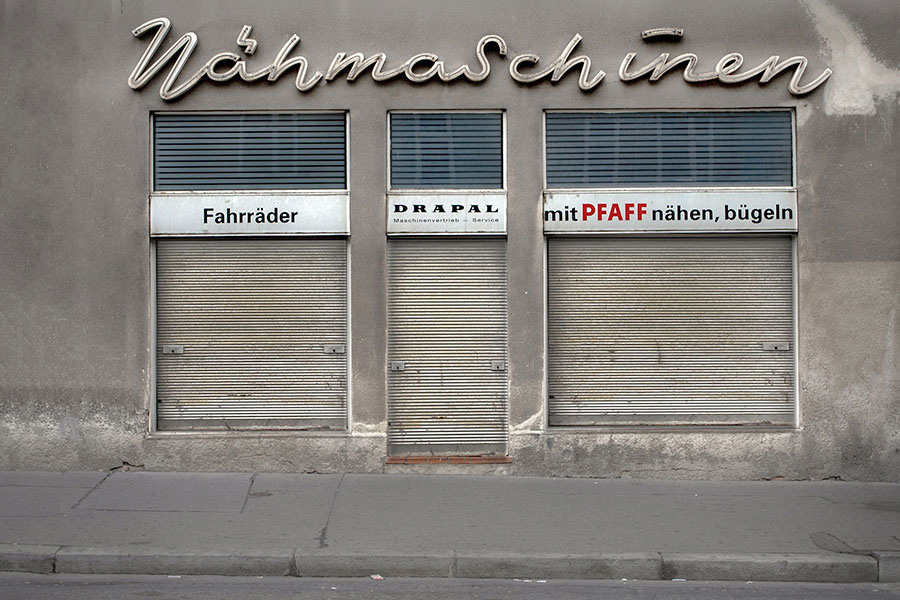 Nähmaschinen
Fahrräder
DRAPAL
Maschinenvertrieb – Service
mit PFAFF nähen, bügeln